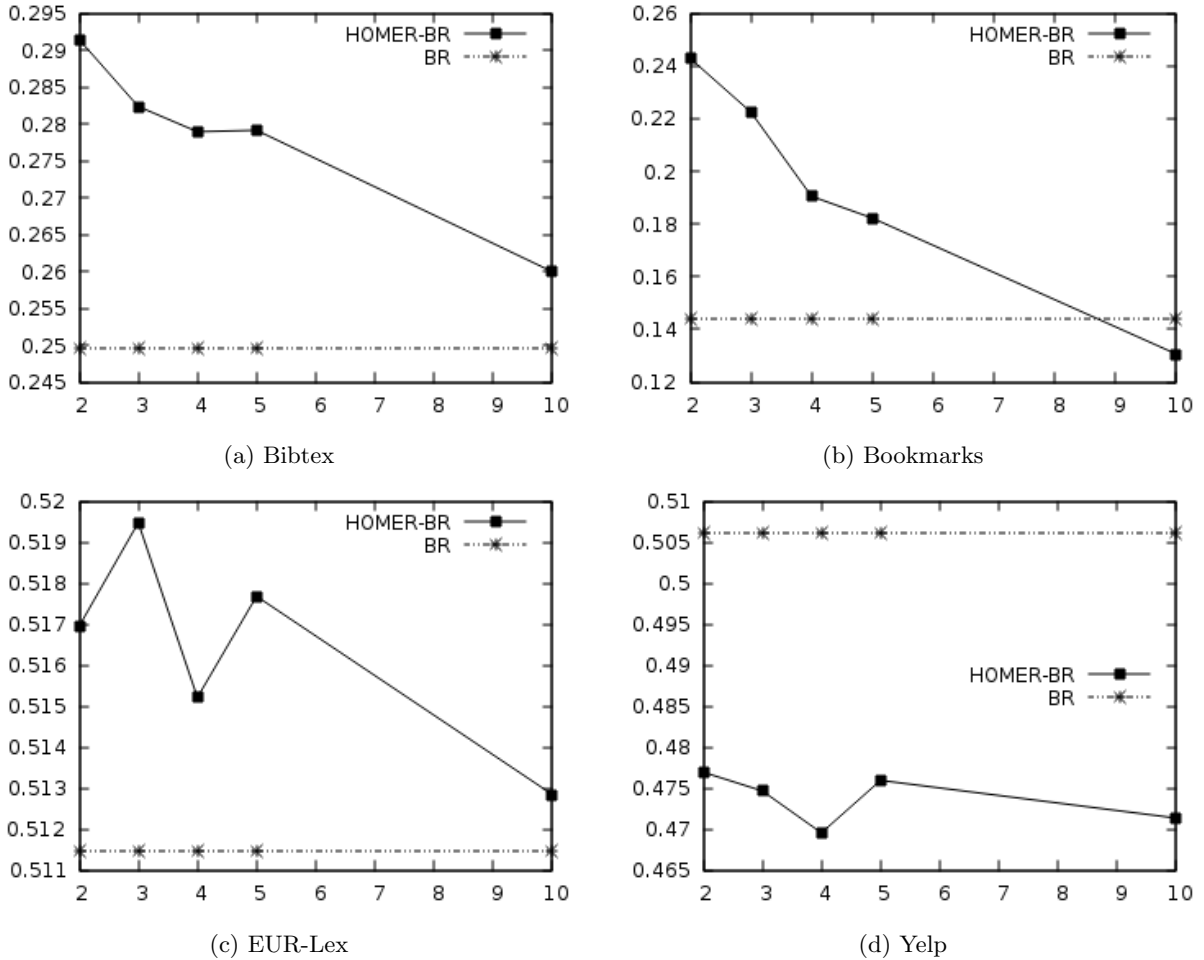 0.295
0.29
0.285
0.28
0.275
0.27
0.265
0.26
0.255
0.25
0.245
HOMER-BR
BR
2 3 4 5 6 7 8 9 10
(a) Bibtex
0.26
0.24
0.22
0.2
0.18
0.16
0.14
0.12
HOMER-BR
BR
2 3 4 5 6 7 8 9 10
(b) Bookmarks
0.52
0.519
0.518
0.517
0.516
0.515
0.514
0.513
0.512
0.511
HOMER-BR
BR
2 3 4 5 6 7 8 9 10
(c) EUR-Lex
0.51
0.505
0.5
0.495
0.49
0.485
0.48
0.475
0.47
0.465
HOMER-BR
BR
2 3 4 5 6 7 8 9 10
(d) Yelp